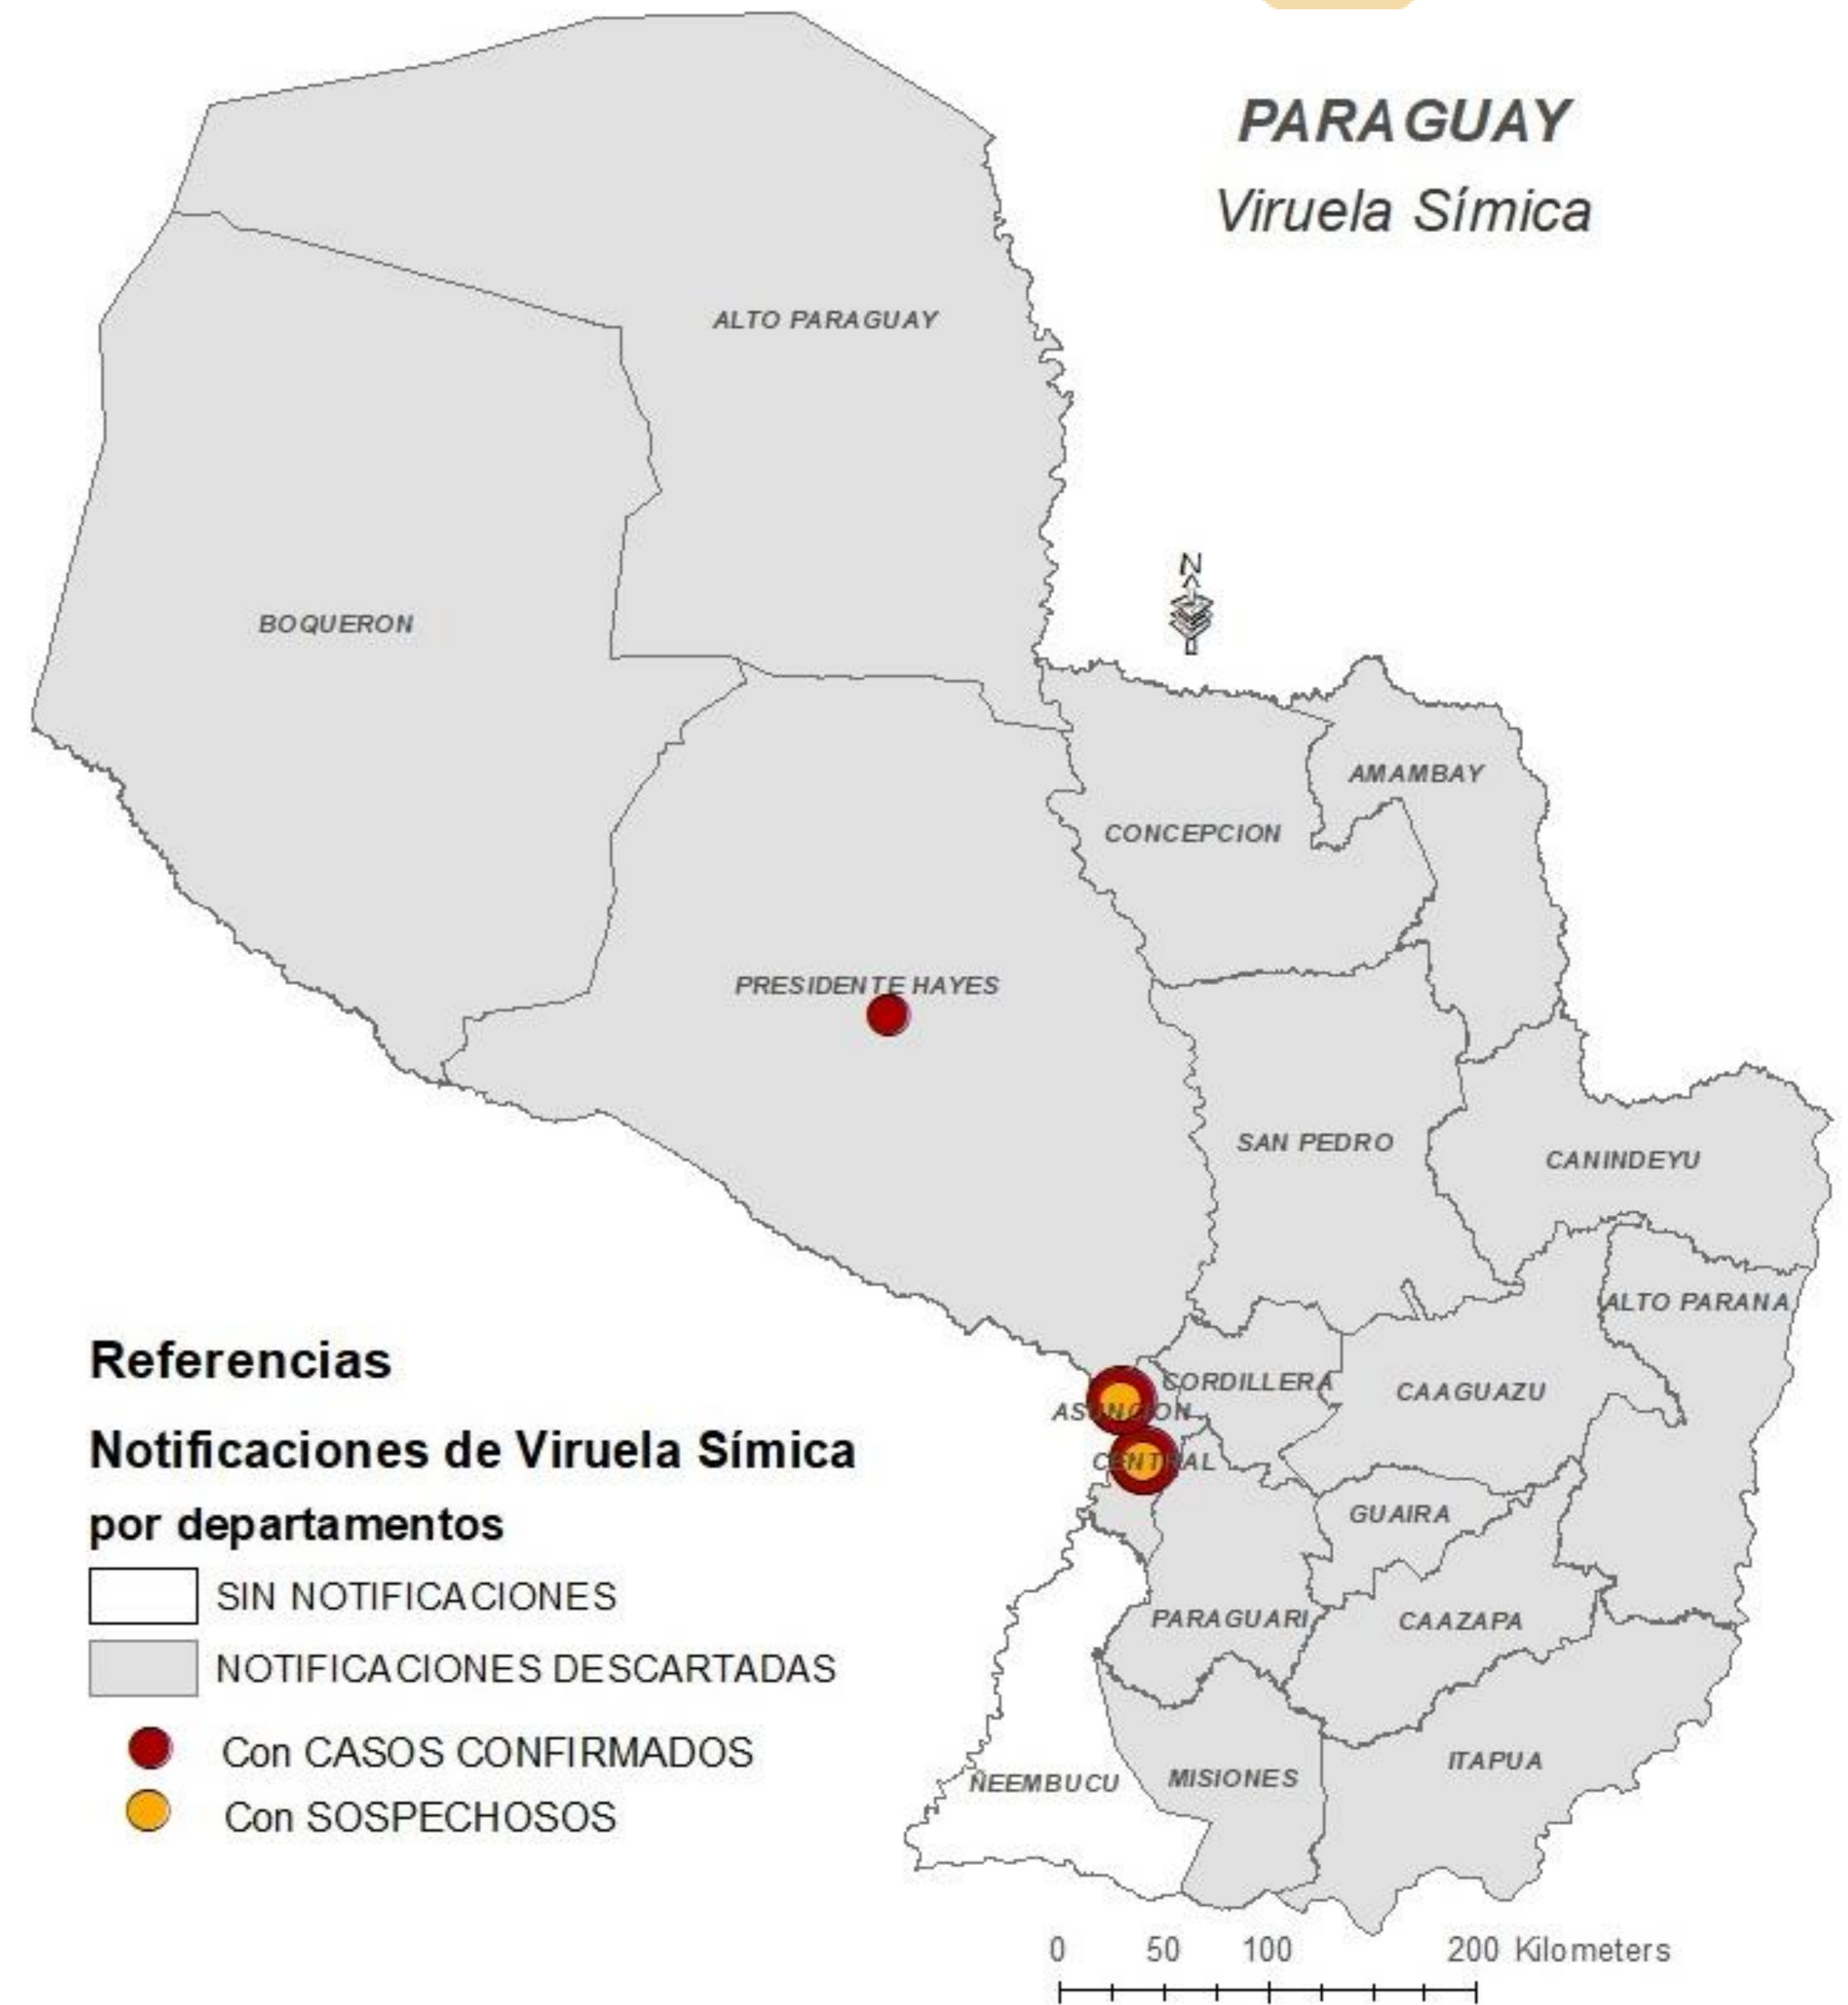 PARAGUAY
Viruela Símica
ALTO PARAGUAY
BOQUERON
N
AMAMBAY
CONCEPCION
PRESIDENTE HAYES
SAN PEDRO
CANINDEYU
ALTO PARANA
CORDILLERA
CAAGUAZU
ASUNCION
CENTRAL
GUAIRA
PARAGUARI
CAAZAPA
ITAPUA
MISIONES
ÑEEMBUCU
Referencias
Notificaciones de Viruela Símica
por departamentos
SIN NOTIFICACIONES
NOTIFICACIONES DESCARTADAS
Con CASOS CONFIRMADOS
Con SOSPECHOSOS
0 50 100 200 Kilometers